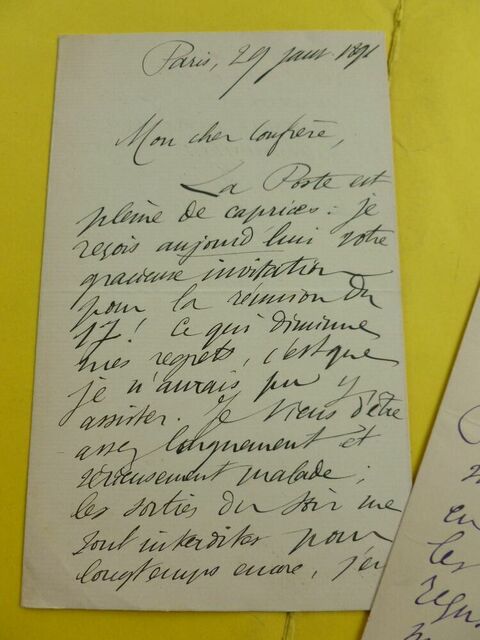 Paris, 29 janv. 1891
Mon cher Confrère,
La Poste est
pleine de caprices : je
reçois aujourd'hui votre
gracieuse invitation
pour la réunion du
17! Ce qui diminue
mes regrets, c'est que
je n'aurais pu y
assister. Je viens d'être
assez longuement et
sérieusement malade ;
les sorties du soir me
sont interdites pour
longtemps encore, j'en
en
les